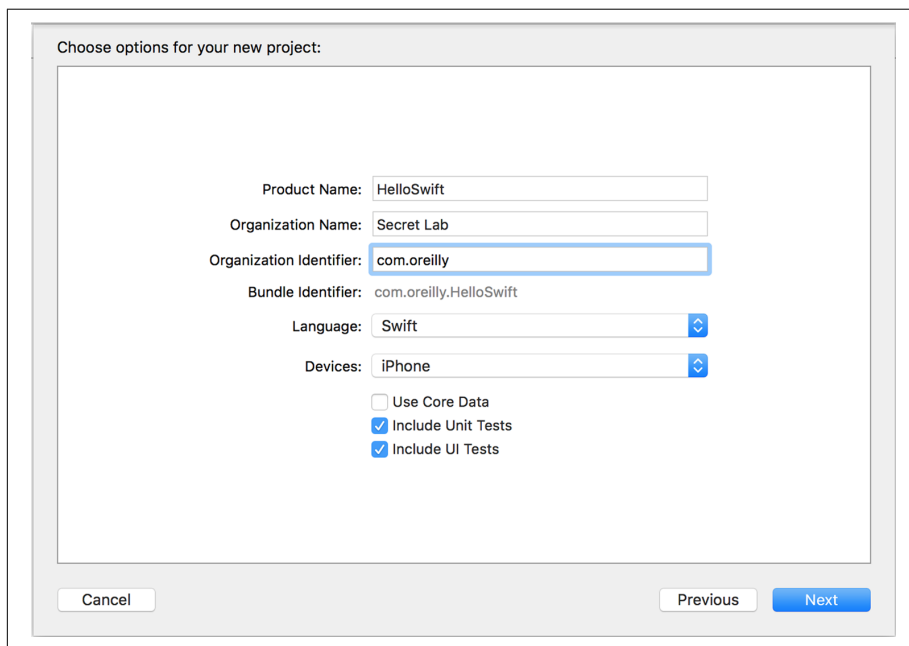 Choose options for your new project:
Product Name: HelloSwift
Organization Name: Secret Lab
Organization Identifier: com.oreilly
Bundle Identifier: com.oreilly.HelloSwift
Language: Swift
Devices: iPhone
Use Core Data
Include Unit Tests
Include UI Tests
Cancel Previous Next